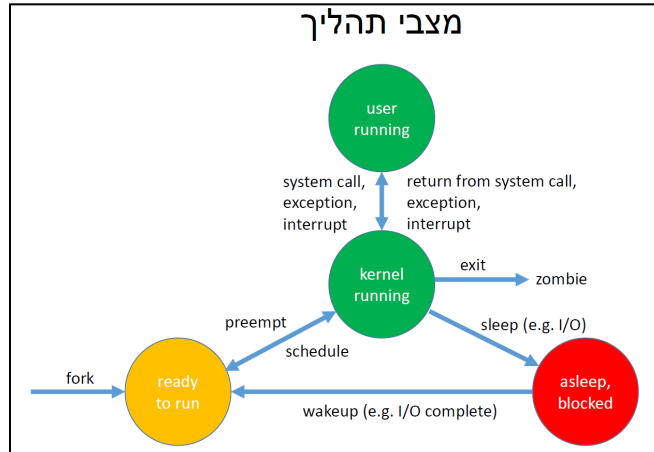 מצבי תהליך
user
running
system call,
exception,
interrupt
return from system call,
exception,
interrupt
kernel
running
exit
zombie
preempt
schedule
sleep (e.g. I/O)
fork
ready
to run
wakeup (e.g. I/O complete)
asleep,
blocked